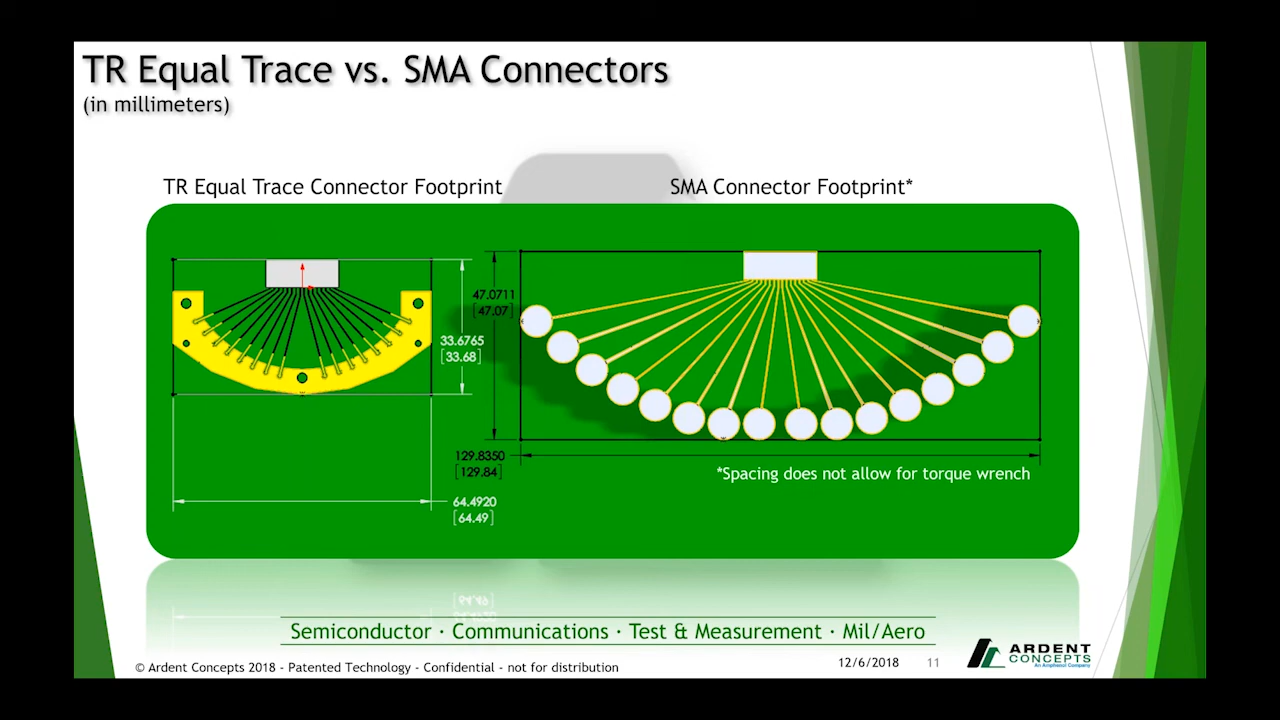 TR Equal Trace vs. SMA Connectors
(in millimeters)
TR Equal Trace Connector Footprint
SMA Connector Footprint*
47.0711
[47.07]
33.6765
[33.68]
129.8350
[129.84]
*Spacing does not allow for torque wrench
64.4920
[64.49]
Semiconductor · Communications · Test & Measurement · Mil/Aero
© Ardent Concepts 2018 - Patented Technology - Confidential - not for distribution
12/6/2018
11
ARDENT
CONCEPTS
An Amphenol Company